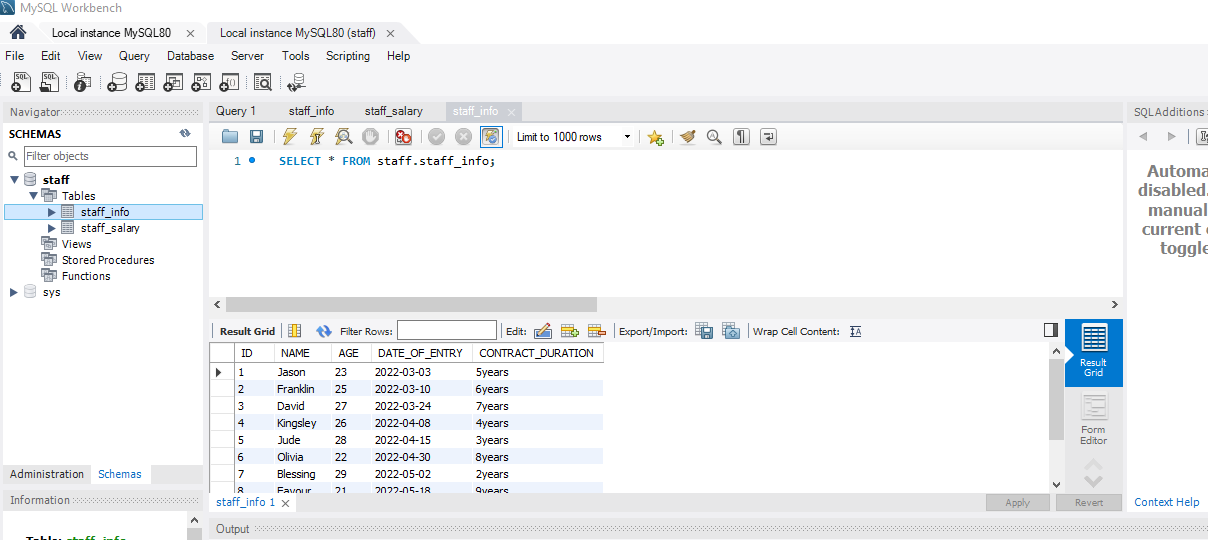 MySQL Workbench
Local instance MySQL80
Local instance MySQL80 (staff)
File Edit View Query Database Server Tools Scripting Help
Navigator
SCHEMAS
Filter objects
staff
Tables
staff_info
staff_salary
Views
Stored Procedures
Functions
sys
Administration Schemas
Information
Query 1 staff_info staff_salary staff_info
Limit to 1000 rows
1 SELECT * FROM staff.staff_info;
Result Grid Filter Rows: Edit: Export/Import: Wrap Cell Content: IA
ID NAME AGE DATE_OF_ENTRY CONTRACT_DURATION
1 Jason 23 2022-03-03 5years
2 Franklin 25 2022-03-10 6years
3 David 27 2022-03-24 7years
4 Kingsley 26 2022-04-08 4years
5 Jude 28 2022-04-15 3years
6 Olivia 22 2022-04-30 8years
7 Blessing 29 2022-05-02 2years
8 Favour 21 2022-05-18 9years
Result
Grid
Form
Editor
staff_info 1
Apply Revert
Output
SQLAdditions
Automa
disabled.
manual
current
toggle
Context Help